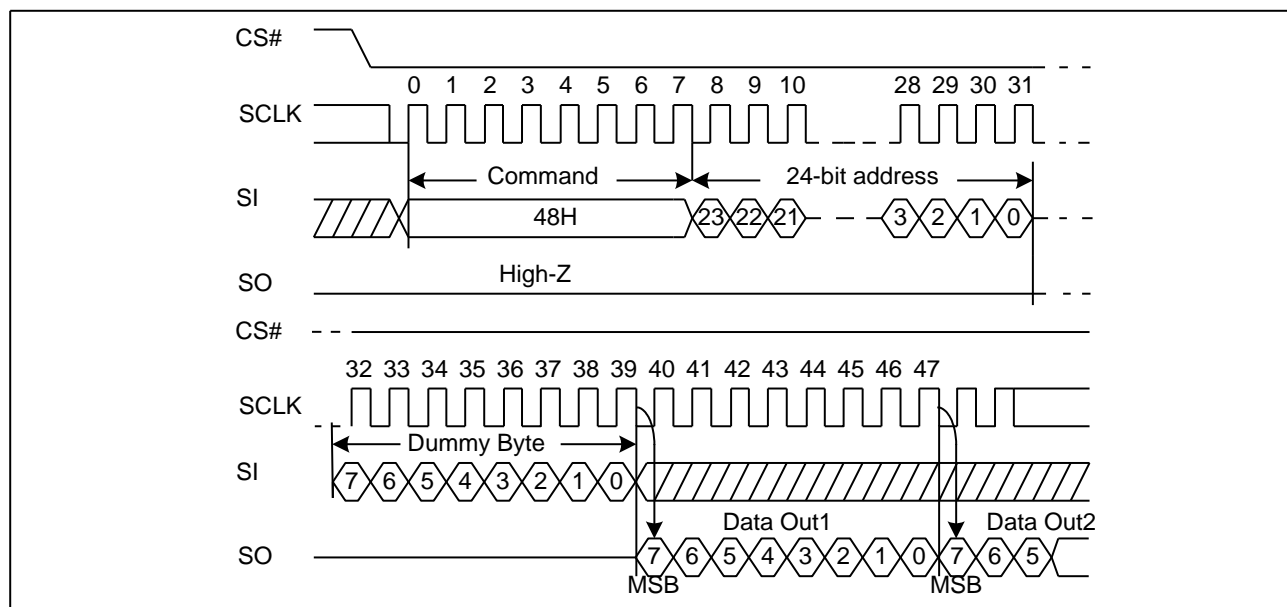 CS#
0 1 2 3 4 5 6 7 8 9 10 28 29 30 31
SCLK
Command 24-bit address
SI
48H 23 22 21 3 2 1 0
High-Z
SO
CS#
32 33 34 35 36 37 38 39 40 41 42 43 44 45 46 47
SCLK
Dummy Byte
SI
7 6 5 4 3 2 1 0
Data Out1 Data Out2
SO
7 6 5 4 3 2 1 0 7 6 5
MSB MSB